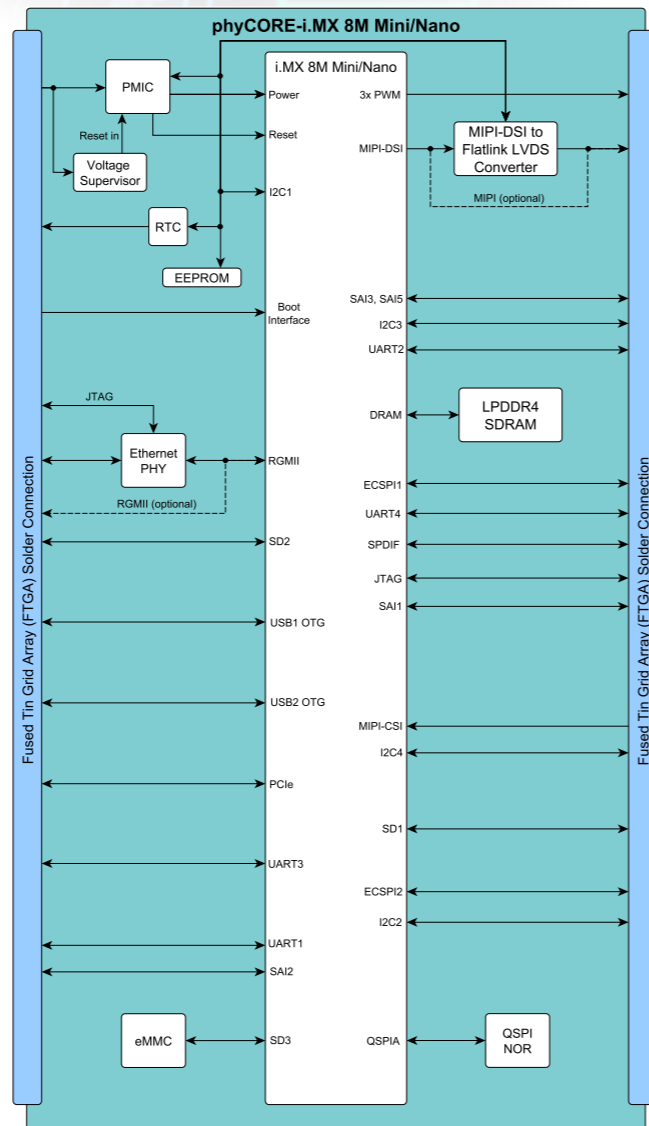 phyCORE-i.MX 8M Mini/Nano
i.MX 8M Mini/Nano
PMIC
Power
3x PWM
Reset in
Reset
MIPI-DSI
MIPI-DSI to
Flatlink LVDS
Converter
Voltage
Supervisor
I2C1
MIPI (optional)
RTC
EEPROM
Boot
Interface
SAI3, SAI5
I2C3
UART2
JTAG
DRAM
LPDDR4
SDRAM
Ethernet
PHY
RGMII
RGMII (optional)
ECSPI1
UART4
SD2
SPDIF
JTAG
SAI1
USB1 OTG
USB2 OTG
MIPI-CSI
I2C4
PCIe
SD1
UART3
ECSPI2
I2C2
UART1
SAI2
eMMC
SD3
QSPIA
QSPI
NOR
Fused Tin Grid Array (FTGA) Solder Connection
Fused Tin Grid Array (FTGA) Solder Connection